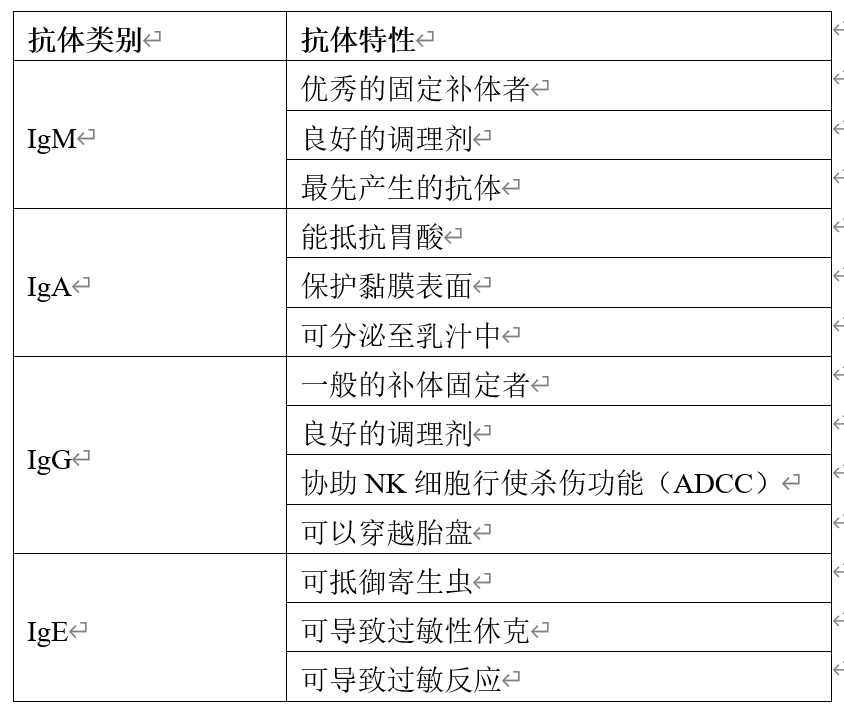 抗体类别 抗体特性
IgM
优秀的固定补体者
良好的调理剂
最先产生的抗体
IgA
能抵抗胃酸
保护黏膜表面
可分泌至乳汁中
IgG
一般的补体固定者
良好的调理剂
协助 NK 细胞行使杀伤功能（ADCC）
可以穿越胎盘
IgE
可抵御寄生虫
可导致过敏性休克
可导致过敏反应